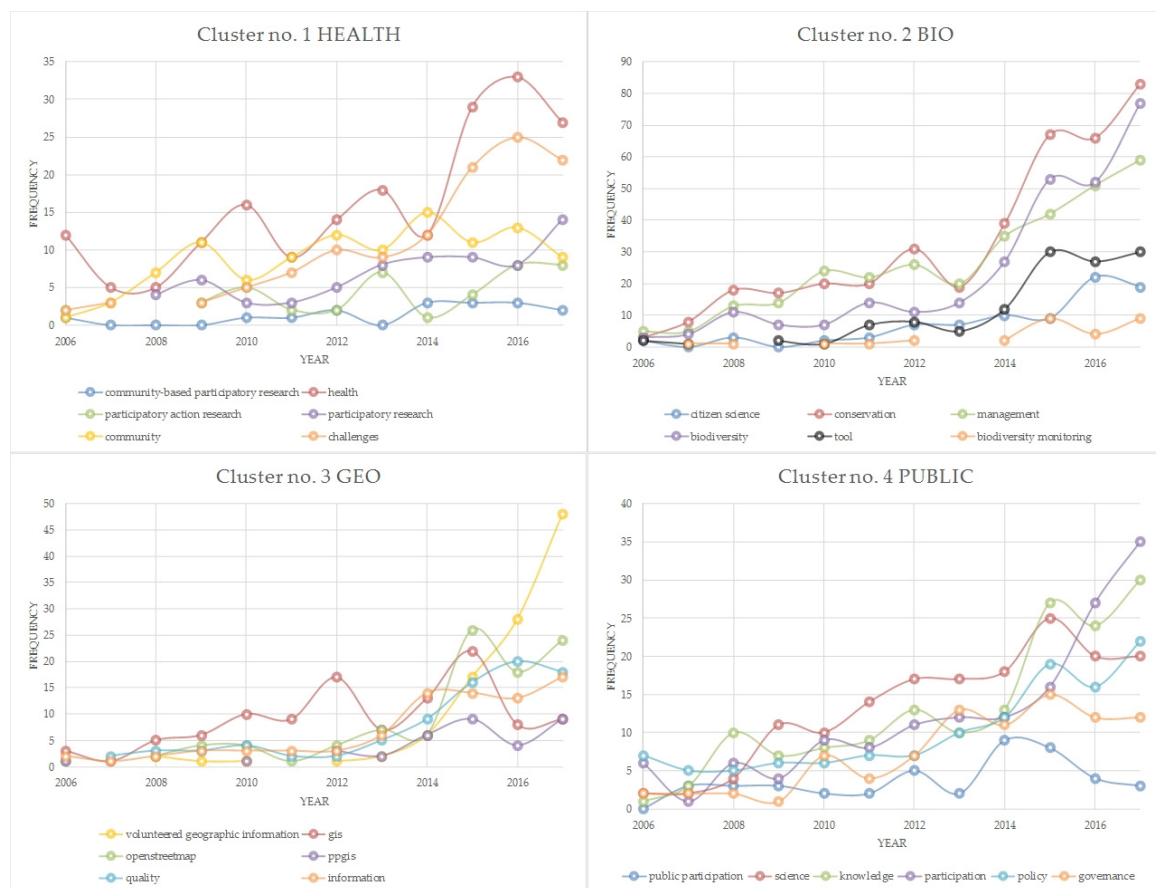 Cluster no. 1 HEALTH
35
30
25
20
15
10
5
0
FREQUENCY
2006 2008 2010 2012 2014 2016
YEAR
community-based participatory research health
participatory action research participatory research
community challenges
Cluster no. 2 BIO
90
80
70
60
50
40
30
20
10
0
FREQUENCY
2006 2008 2010 2012 2014 2016
YEAR
citizen science conservation management
biodiversity tool biodiversity monitoring
Cluster no. 3 GEO
50
45
40
35
30
25
20
15
10
5
0
FREQUENCY
2006 2008 2010 2012 2014 2016
YEAR
volunteered geographic information gis
openstreetmap ppgis
quality information
Cluster no. 4 PUBLIC
40
35
30
25
20
15
10
5
0
FREQUENCY
2006 2008 2010 2012 2014 2016
YEAR
public participation science knowledge participation policy governance